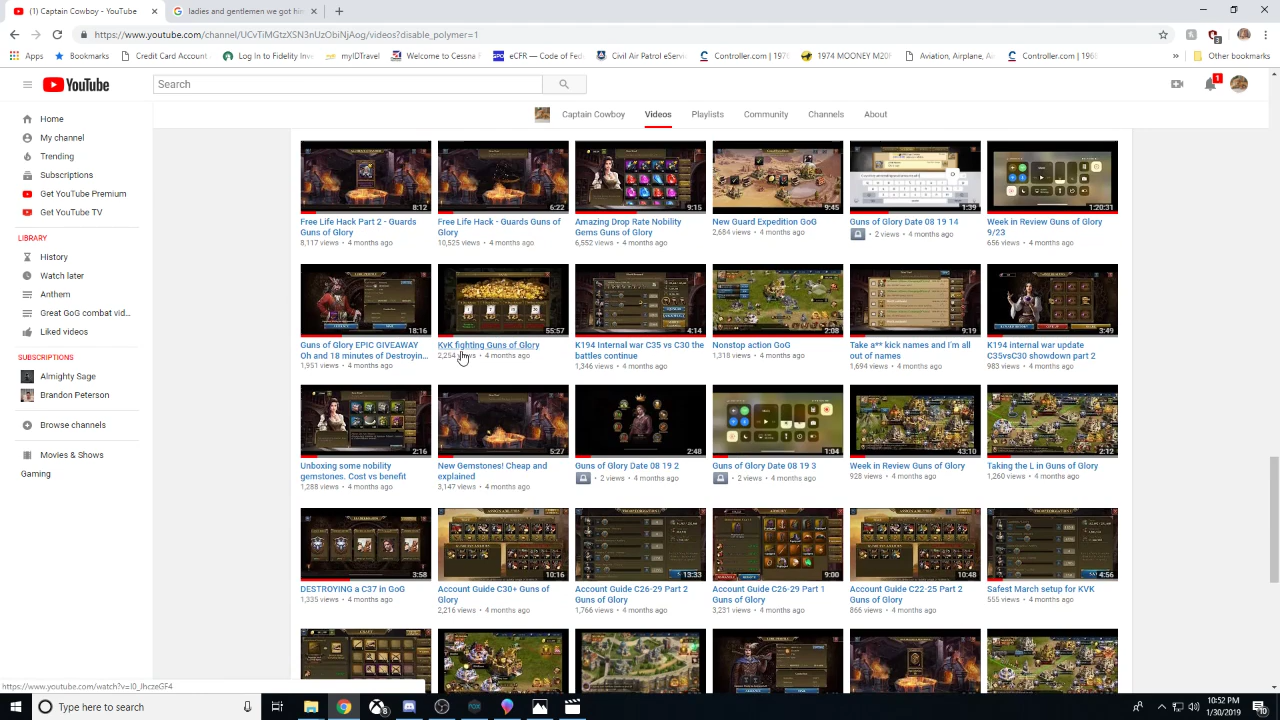 (1) Captain Cowboy - YouTube
ladies and gentlemen we got hi
https://www.youtube.com/channel/UCvTiMGtzXSN3nUzObiNjAog/videos?disable_polymer=1
Apps
Bookmarks
Credit Card Account
Log In to Fidelity Inv
myIDTravel
Welcome to Cessna
eCFR — Code of Fed
Civil Air Patrol eServi
Controller.com | 197
1974 MOONEY M20F
Aviation, Airplane, A
Controller.com | 196
»
Other bookmarks
YouTube
Search
1
Captain Cowboy
Videos
Playlists
Community
Channels
About
Home
My channel
Trending
Subscriptions
Get YouTube Premium
Get YouTube TV
LIBRARY
History
Watch later
Anthem
Great GoG combat vid...
Liked videos
SUBSCRIPTIONS
Almighty Sage
Brandon Peterson
Browse channels
Movies & Shows
Gaming
8:12
6:22
9:15
9:45
1:39
1:20:31
Free Life Hack Part 2 - Guards
Guns of Glory
8,117 views • 4 months ago
Free Life Hack - Guards Guns of
Glory
10,525 views • 4 months ago
Amazing Drop Rate Nobility
Gems Guns of Glory
6,552 views • 4 months ago
New Guard Expedition GoG
2,684 views • 4 months ago
Guns of Glory Date 08 19 14
• 2 views • 4 months ago
Week in Review Guns of Glory
9/23
656 views • 4 months ago
18:16
55:57
4:14
2:08
9:19
3:49
Guns of Glory EPIC GIVEAWAY
Oh and 18 minutes of Destroyin...
1,951 views • 4 months ago
KvK fighting Guns of Glory
• 4 months ago
K194 Internal war C35 vs C30 the
battles continue
1,346 views • 4 months ago
Nonstop action GoG
1,318 views • 4 months ago
Take a** kick names and I'm all
out of names
1,694 views • 4 months ago
K194 internal war update
C35vsC30 showdown part 2
983 views • 4 months ago
2:16
5:27
2:48
1:04
43:10
2:12
Unboxing some nobility
gemstones. Cost vs benefit
1,288 views • 4 months ago
New Gemstones! Cheap and
explained
3,147 views • 4 months ago
Guns of Glory Date 08 19 2
• 2 views • 4 months ago
Guns of Glory Date 08 19 3
• 2 views • 4 months ago
Week in Review Guns of Glory
928 views • 4 months ago
Taking the L in Guns of Glory
1,260 views • 4 months ago
3:58
10:16
13:33
9:00
10:48
4:56
DESTROYING a C37 in GoG
1,335 views • 4 months ago
Account Guide C30+ Guns of
Glory
2,216 views • 4 months ago
Account Guide C26-29 Part 2
Guns of Glory
1,766 views • 4 months ago
Account Guide C26-29 Part 1
Guns of Glory
3,231 views • 4 months ago
Account Guide C22-25 Part 2
Guns of Glory
866 views • 4 months ago
Safest March setup for KVK
555 views • 4 months ago
https://www.youtube.com/watch?v=I0_IhczeGF4
Type here to search
10:52 PM
1/30/2019